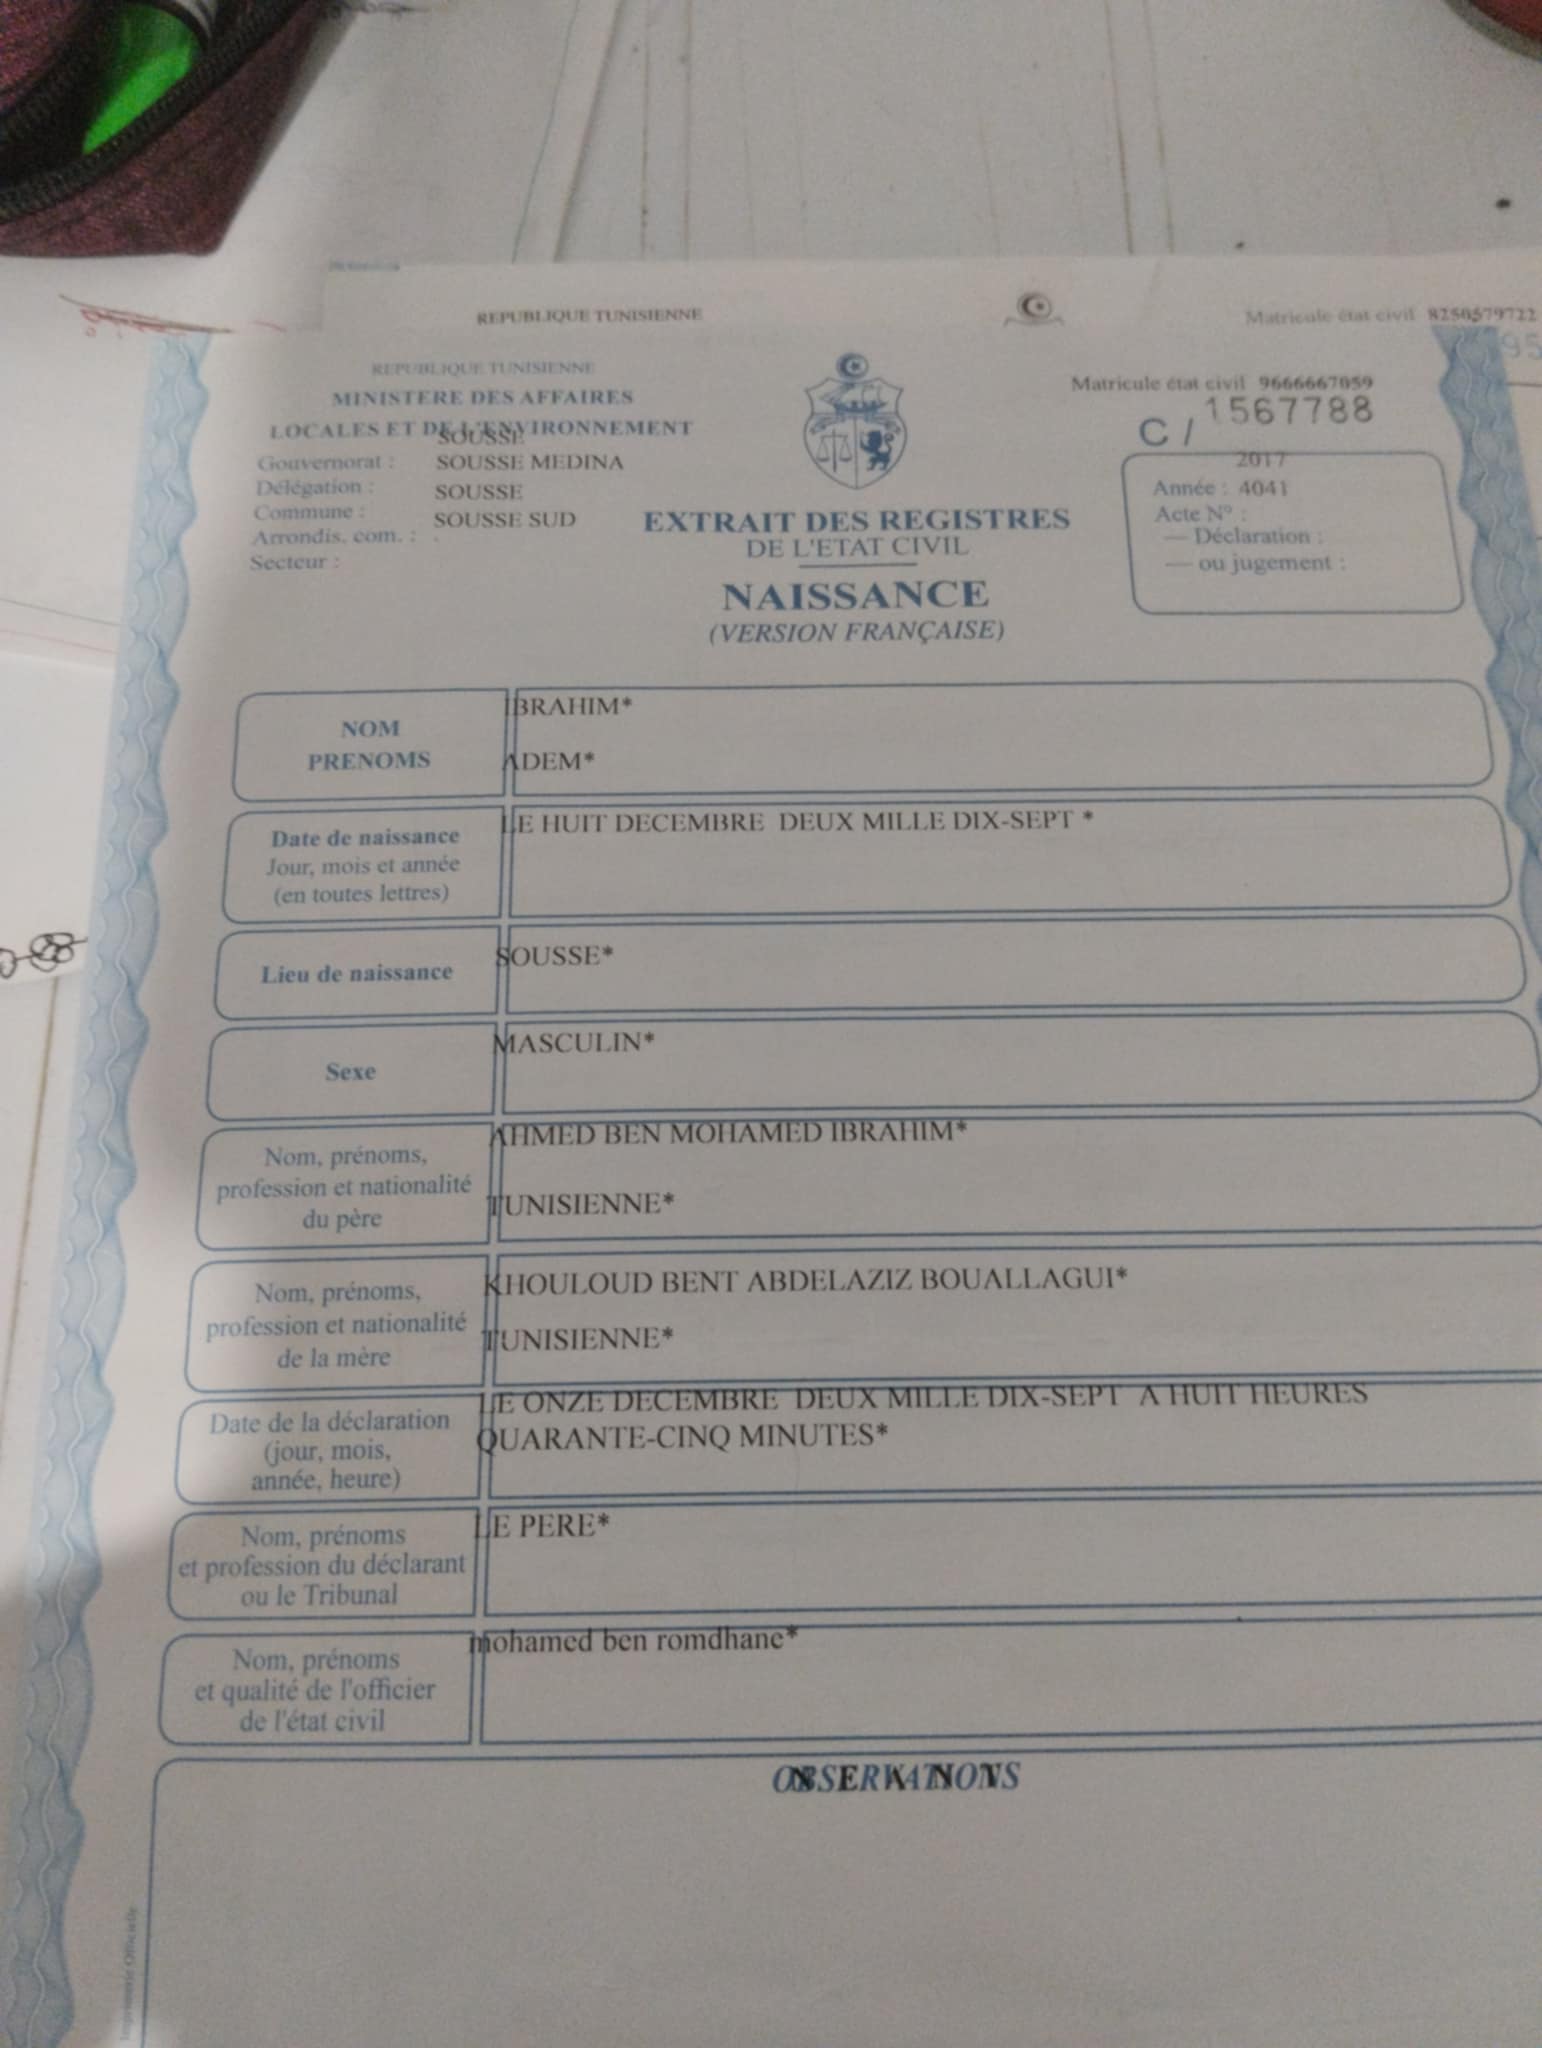 REPUBLIQUE TUNISIENNE
Matricule état civil 8250579722
95
REPUBLIQUE TUNISIENNE
MINISTERE DES AFFAIRES
LOCALES ET DE L'ENVIRONNEMENT
SOUSSE
Gouvernorat : SOUSSE MEDINA
Délégation : SOUSSE
Commune : SOUSSE SUD
Arrondis. com. :
Secteur :
Matricule état civil 9666667059
C / 1567788
2017
Année : 4041
Acte N° :
— Déclaration :
— ou jugement :
EXTRAIT DES REGISTRES
DE L'ETAT CIVIL
NAISSANCE
(VERSION FRANÇAISE)
NOM IBRAHIM*
PRENOMS ADEM*
Date de naissance LE HUIT DECEMBRE DEUX MILLE DIX-SEPT *
Jour, mois et année
(en toutes lettres)
Lieu de naissance SOUSSE*
Sexe MASCULIN*
Nom, prénoms, AHMED BEN MOHAMED IBRAHIM*
profession et nationalité TUNISIENNE*
du père
Nom, prénoms, KHOULOUD BENT ABDELAZIZ BOUALLAGUI*
profession et nationalité TUNISIENNE*
de la mère
Date de la déclaration LE ONZE DECEMBRE DEUX MILLE DIX-SEPT A HUIT HEURES
(jour, mois, QUARANTE-CINQ MINUTES*
année, heure)
Nom, prénoms LE PERE*
et profession du déclarant
ou le Tribunal
Nom, prénoms mohamed ben romdhane*
et qualité de l'officier
de l'état civil
OBSERVATIONS
N E A N T
Imprimerie Officielle